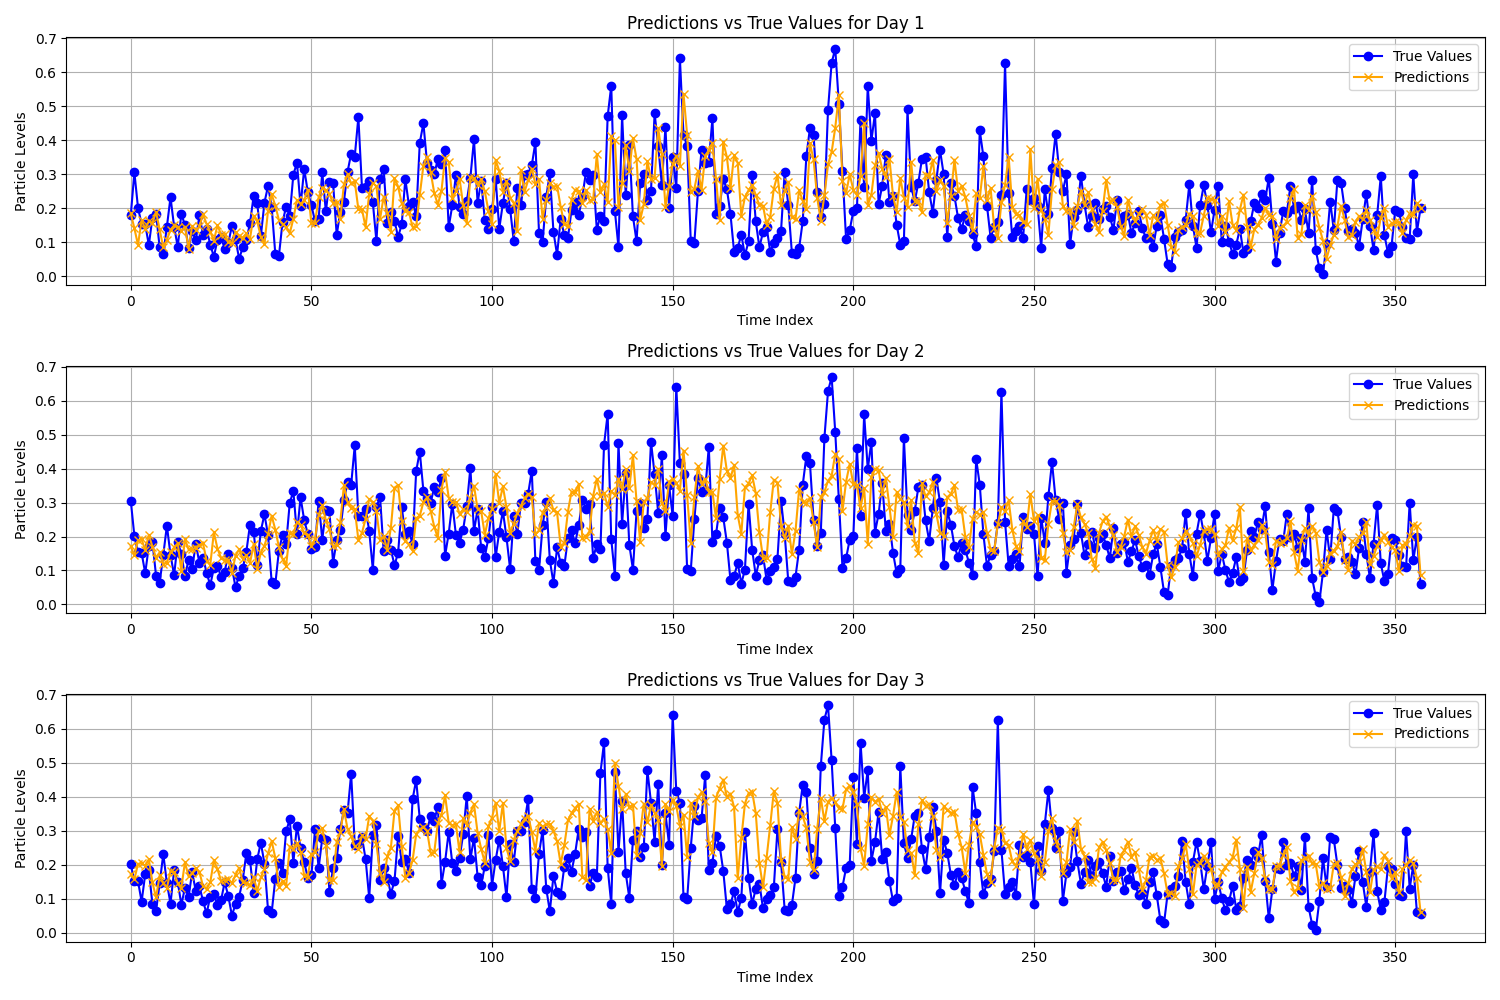 Predictions vs True Values for Day 1
Particle Levels
0.7
0.6
0.5
0.4
0.3
0.2
0.1
0.0
True Values
Predictions
0 50 100 150 200 250 300 350
Time Index
Predictions vs True Values for Day 2
Particle Levels
0.7
0.6
0.5
0.4
0.3
0.2
0.1
0.0
True Values
Predictions
0 50 100 150 200 250 300 350
Time Index
Predictions vs True Values for Day 3
Particle Levels
0.7
0.6
0.5
0.4
0.3
0.2
0.1
0.0
True Values
Predictions
0 50 100 150 200 250 300 350
Time Index